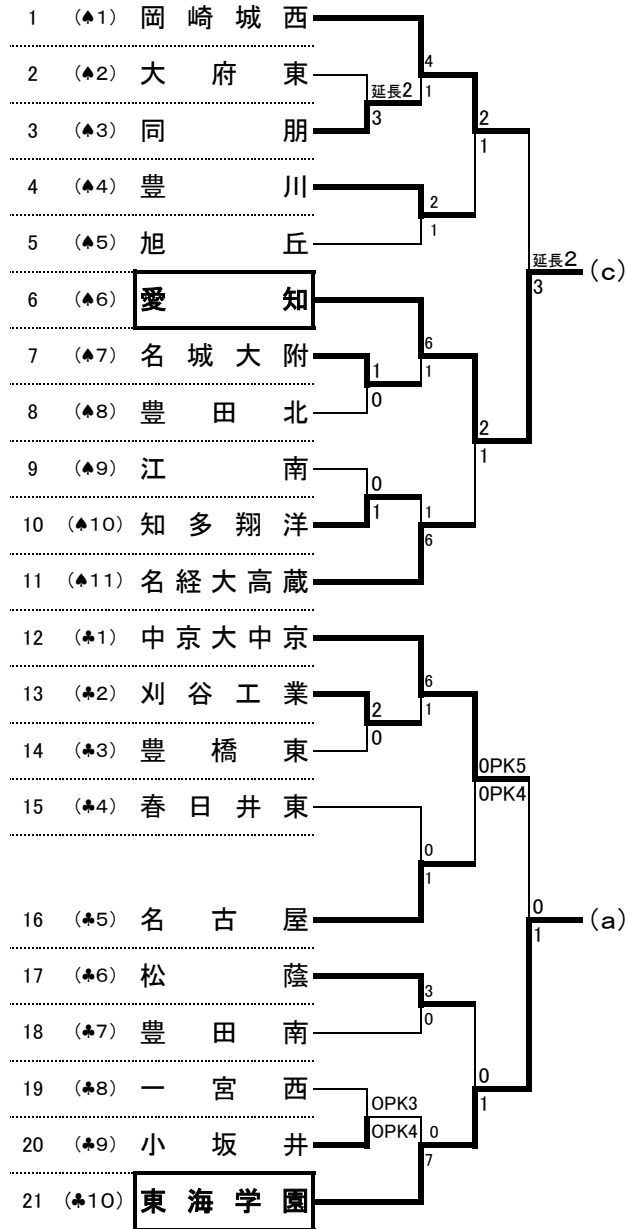 1 (♠1) 岡崎城西
4
2 (♠2) 大府東
延長2 1 2
3 (♠3) 同朋
3 1
4 (♠4) 豊川
2
1
5 (♠5) 旭丘
延長2 (c)
3
6 (♠6) 愛知
6
7 (♠7) 名城大附
1 1
0
8 (♠8) 豊田北
2
1
9 (♠9) 江南
0
1 1
10 (♠10) 知多翔洋
6
11 (♠11) 名経大高蔵
12 (♣1) 中京大中京
6
13 (♣2) 刈谷工業
2 1
0
14 (♣3) 豊橋東
0PK5
0PK4
15 (♣4) 春日井東
0
1
16 (♣5) 名古屋
0 (a)
1
17 (♣6) 松蔭
3
0
18 (♣7) 豊田南
0
19 (♣8) 一宮西
0PK3 1
0PK4 0
20 (♣9) 小坂井
7
21 (♣10) 東海学園